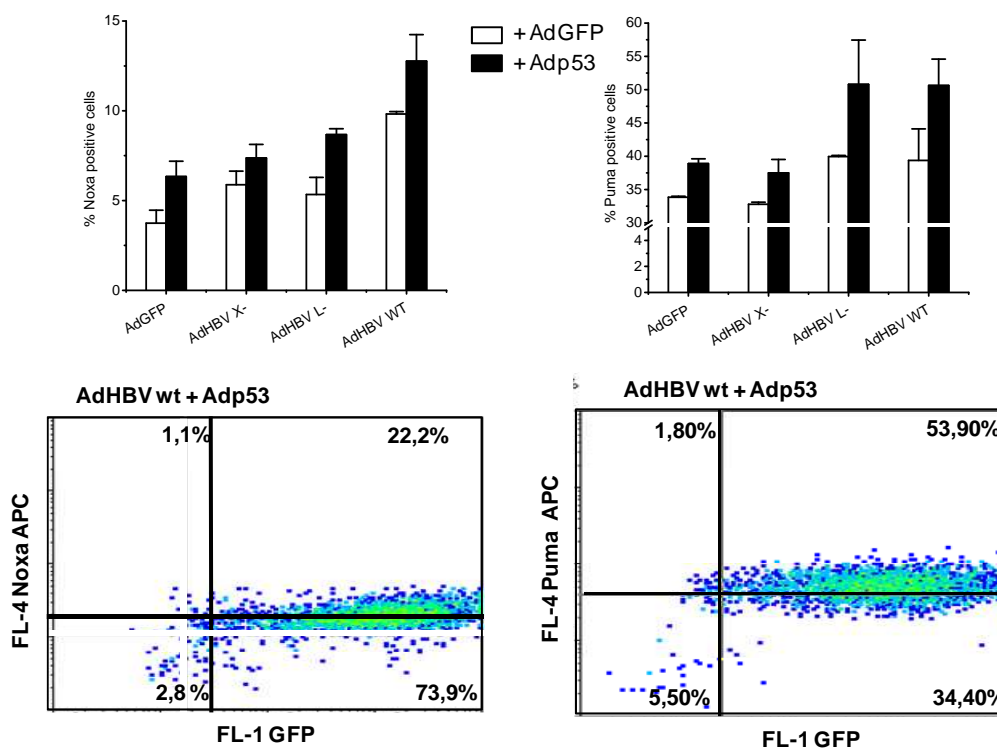 15
10
5
0
% Noxa positive cells
AdGFP
AdHBV X-
AdHBV L-
AdHBV WT
+ AdGFP
+ Adp53
60
55
50
45
40
35
30
6
4
2
0
% Puma positive cells
AdGFP
AdHBV X-
AdHBV L-
AdHBV WT
AdHBV wt + Adp53
1,1% 22,2%
FL-4 Noxa APC
2,8 % 73,9%
FL-1 GFP
AdHBV wt + Adp53
1,80% 53,90%
FL-4 Puma APC
5,50% 34,40%
FL-1 GFP